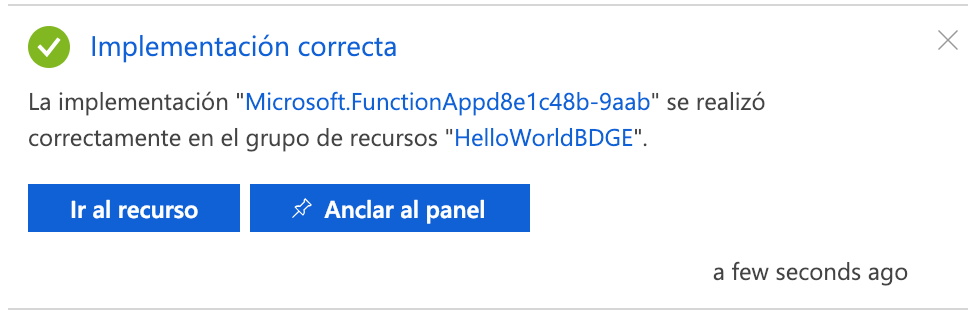 Implementación correcta
La implementación "Microsoft.FunctionAppd8e1c48b-9aab" se realizó
correctamente en el grupo de recursos "HelloWorldBDGE".
Ir al recurso
Anclar al panel
a few seconds ago